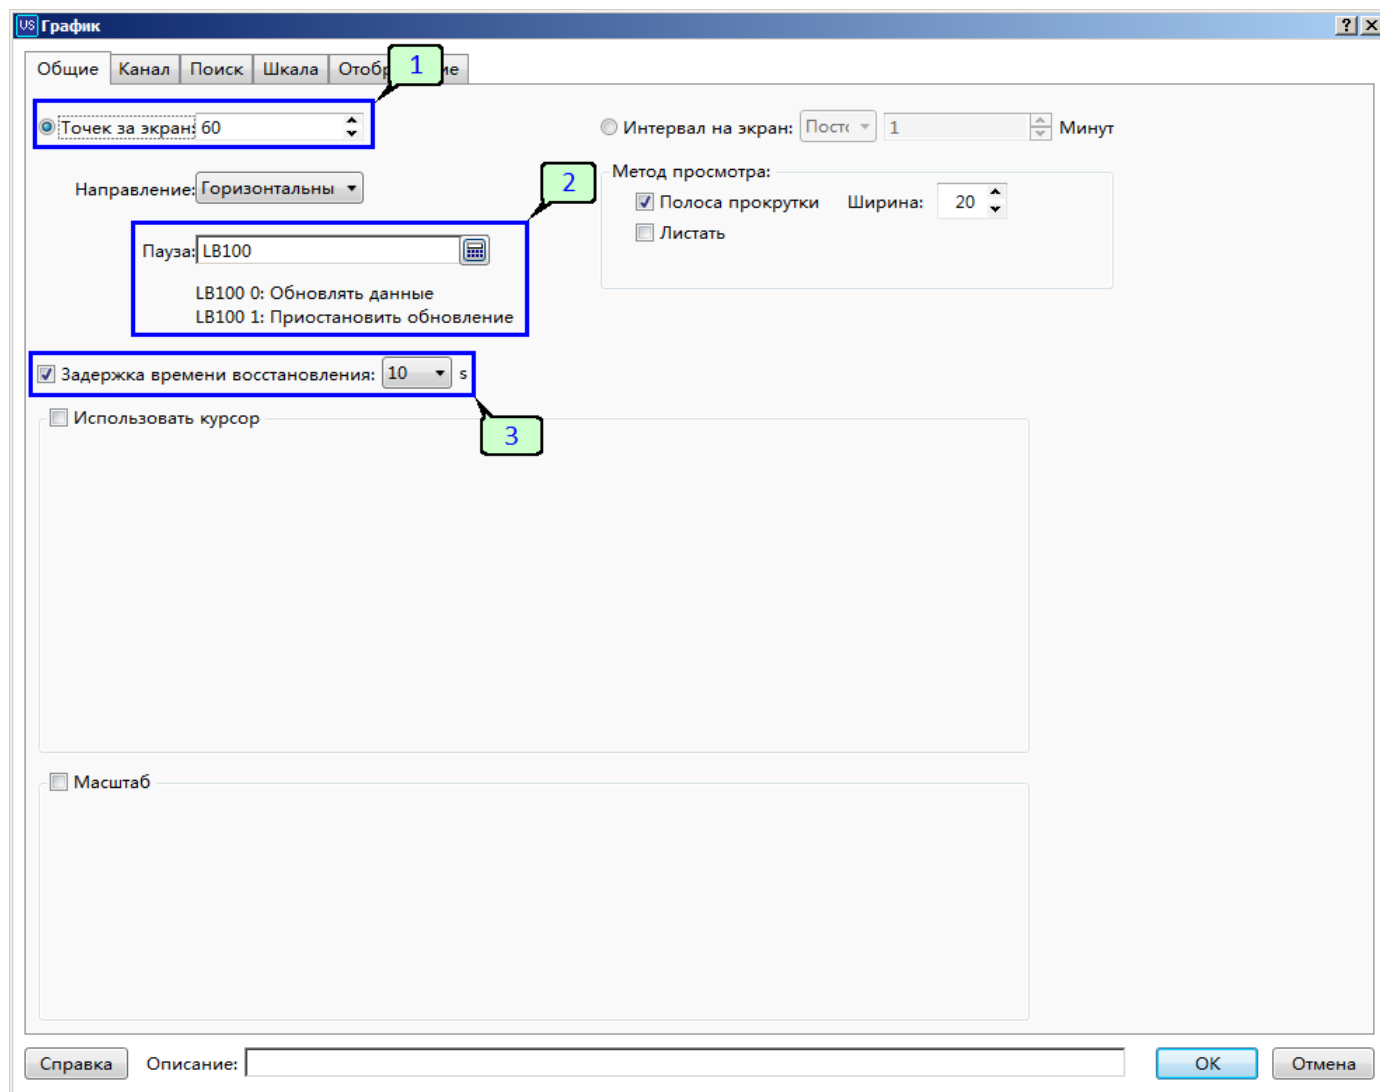 VS График
Общие Канал Поиск Шкала
1
Точек за экран: 60
Интервал на экран: 1 Минут
Направление: Горизонтальны
2
Метод просмотра:
Полоса прокрутки Ширина: 20
Листать
Пауза: LB100
LB100 0: Обновлять данные
LB100 1: Приостановить обновление
Задержка времени восстановления: 10 s
3
Использовать курсор
Масштаб
Справка Описание: OK Отмена